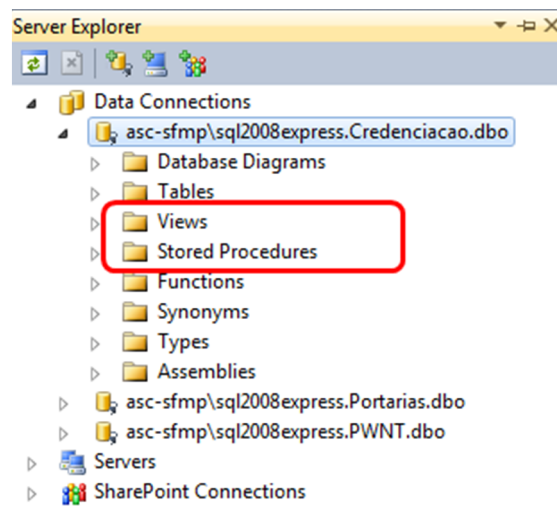 Server Explorer
Data Connections
asc-sfmp\sql2008express.Credenciacao.dbo
Database Diagrams
Tables
Views
Stored Procedures
Functions
Synonyms
Types
Assemblies
asc-sfmp\sql2008express.Portarias.dbo
asc-sfmp\sql2008express.PWNT.dbo
Servers
SharePoint Connections